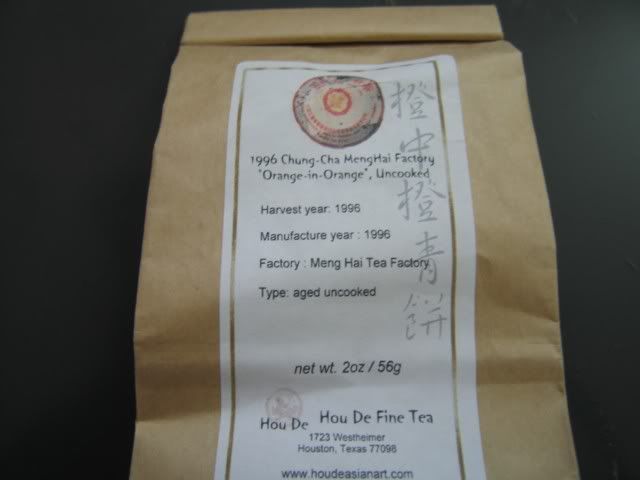 1996 Chung-Cha MengHai Factory
"Orange-in-Orange", Uncooked
橙中橙青餅
Harvest year: 1996
Manufacture year : 1996
Factory : Meng Hai Tea Factory
Type: aged uncooked
net wt. 2oz / 56g
Hou De Hou De Fine Tea
1723 Westheimer
Houston, Texas 77098
www.houdeasianart.com